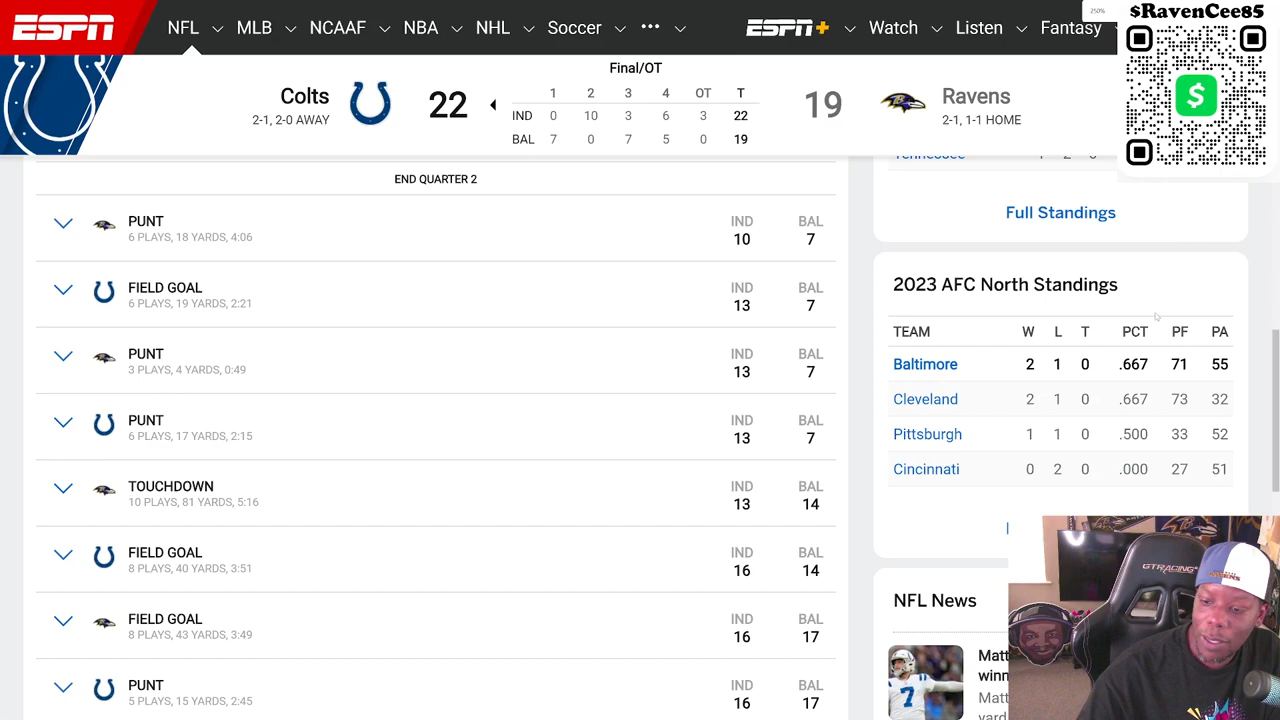 ESPN
NFL
MLB
NCAAF
NBA
NHL
Soccer
•••
ESPN+
Watch
Listen
Fantasy
250%
$RavenCee85
$
Final/OT
Colts
2-1, 2-0 AWAY
22
1 2 3 4 OT T
IND 0 10 3 6 3 22
BAL 7 0 7 5 0 19
19
Ravens
2-1, 1-1 HOME
END QUARTER 2
PUNT
6 PLAYS, 18 YARDS, 4:06
IND BAL
10 7
FIELD GOAL
6 PLAYS, 19 YARDS, 2:21
IND BAL
13 7
PUNT
3 PLAYS, 4 YARDS, 0:49
IND BAL
13 7
PUNT
6 PLAYS, 17 YARDS, 2:15
IND BAL
13 7
TOUCHDOWN
10 PLAYS, 81 YARDS, 5:16
IND BAL
13 14
FIELD GOAL
8 PLAYS, 40 YARDS, 3:51
IND BAL
16 14
FIELD GOAL
8 PLAYS, 43 YARDS, 3:49
IND BAL
16 17
PUNT
5 PLAYS, 15 YARDS, 2:45
IND BAL
16 17
Tennessee
Full Standings
2023 AFC North Standings
TEAM W L T PCT PF PA
Baltimore 2 1 0 .667 71 55
Cleveland 2 1 0 .667 73 32
Pittsburgh 1 1 0 .500 33 52
Cincinnati 0 2 0 .000 27 51
NFL News
Matt
winn
Matt
yard
GTRACING
RAVENS
7